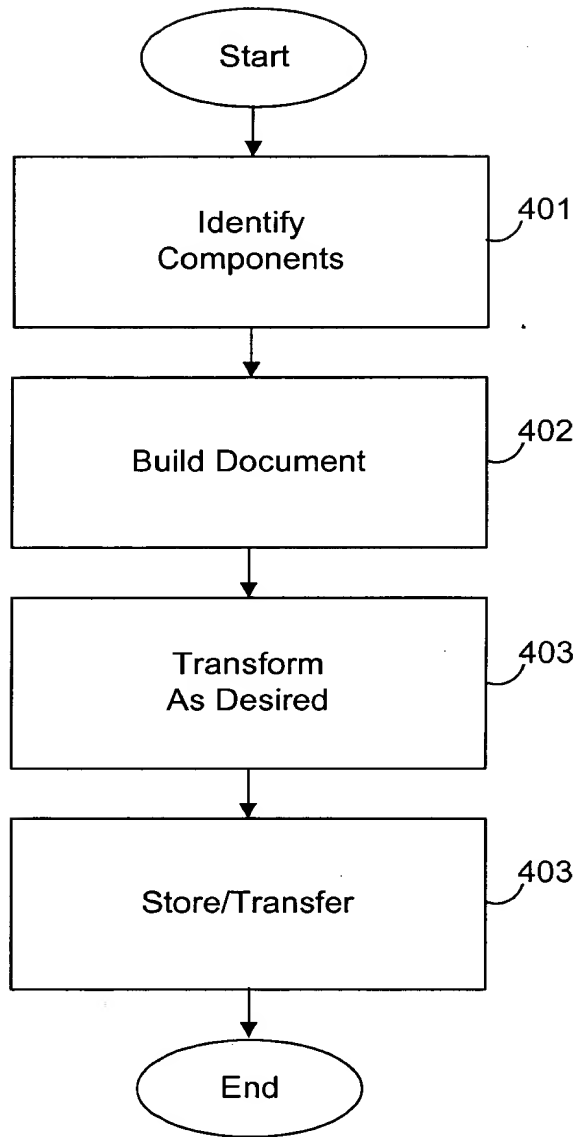 Start
Identify
Components
401
Build Document
402
Transform
As Desired
403
Store/Transfer
403
End